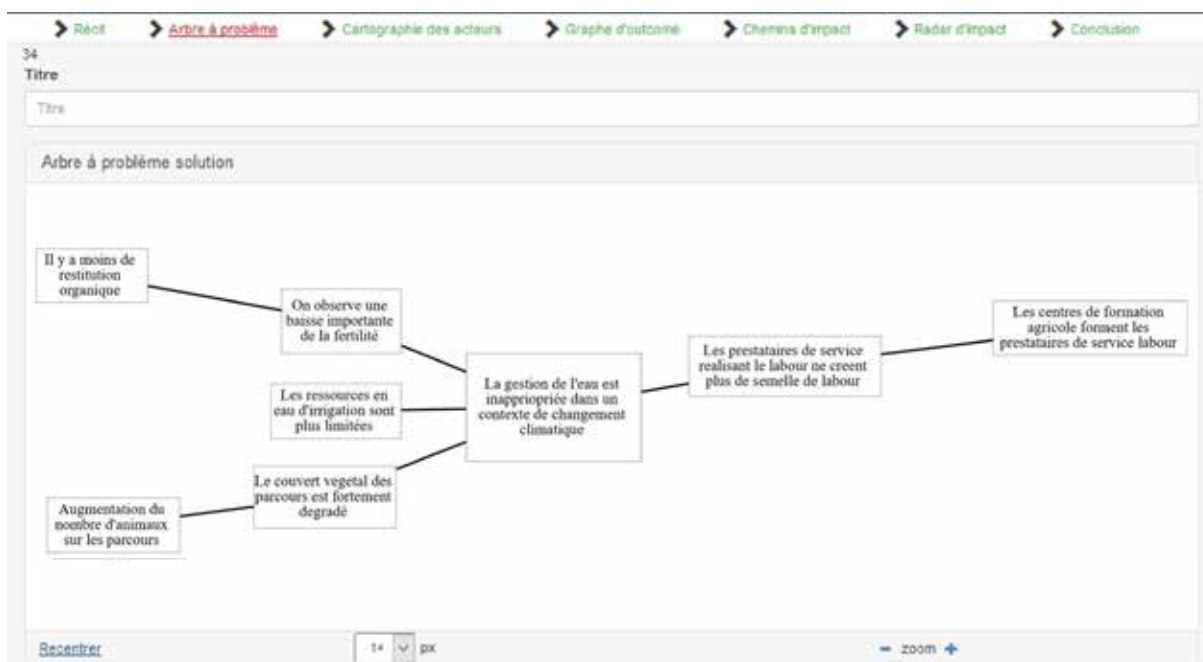 Récit Arbre à problème Cartographie des acteurs Graphe d'outcome Chemins d'impact Radar d'impact Conclusion
34
Titre
Titre
Arbre à problème solution
Il y a moins de
restitution
organique
On observe une
baisse importante
de la fertilité
Les ressources en
eau d'irrigation sont
plus limitées
Le couvert vegetal des
parcours est fortement
degradé
Augmentation du
nombre d'animaux
sur les parcours
La gestion de l'eau est
inappriopriée dans un
contexte de changement
climatique
Les prestataires de service
realisant le labour ne creent
plus de semelle de labour
Les centres de formation
agricole forment les
prestataires de service labour
Recentrer 14 px - zoom +